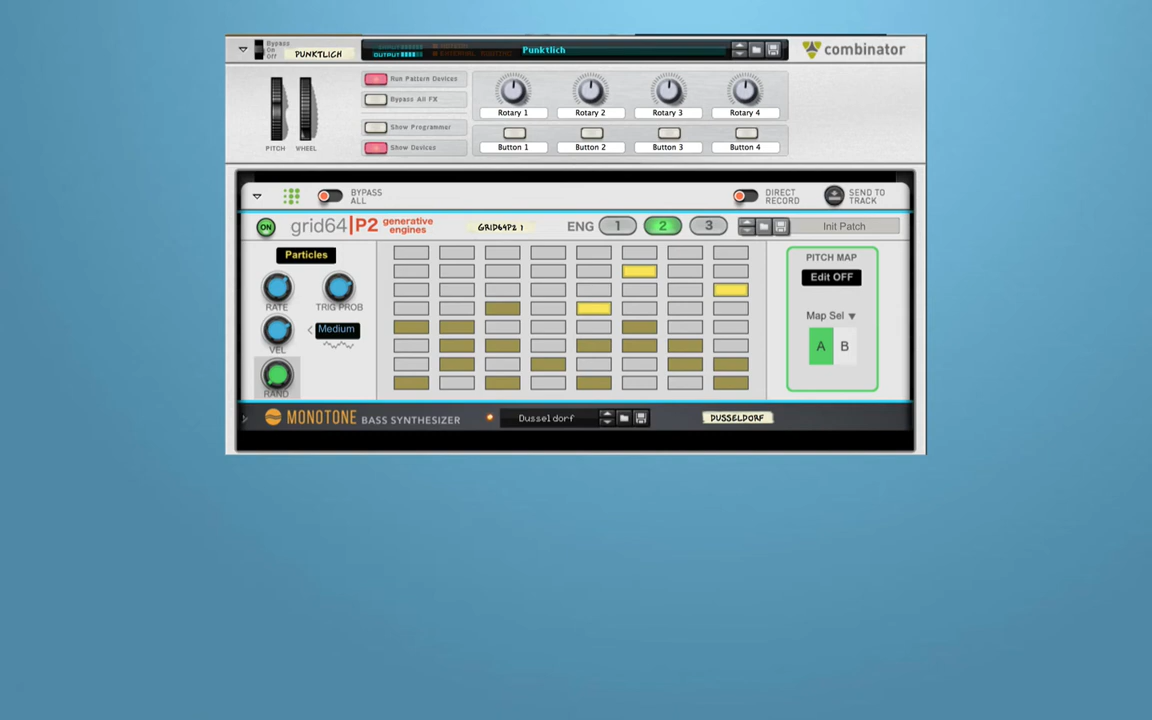 Bypass
On
Off
PUNKTLICH
OUTPUT
Punktlich
combinator
PITCH
WHEEL
Run Pattern Devices
Bypass All FX
Show Programmer
Show Devices
Rotary 1
Rotary 2
Rotary 3
Rotary 4
Button 1
Button 2
Button 3
Button 4
BYPASS
ALL
DIRECT
RECORD
SEND TO
TRACK
ON
grid64|P2 generative
engines
GRID64P2 1
ENG 1 2 3
Init Patch
Particles
RATE
TRIG PROB
VEL
Medium
RAND
PITCH MAP
Edit OFF
Map Sel
A B
MONOTONE BASS SYNTHESIZER
Dusseldorf
DUSSELDORF